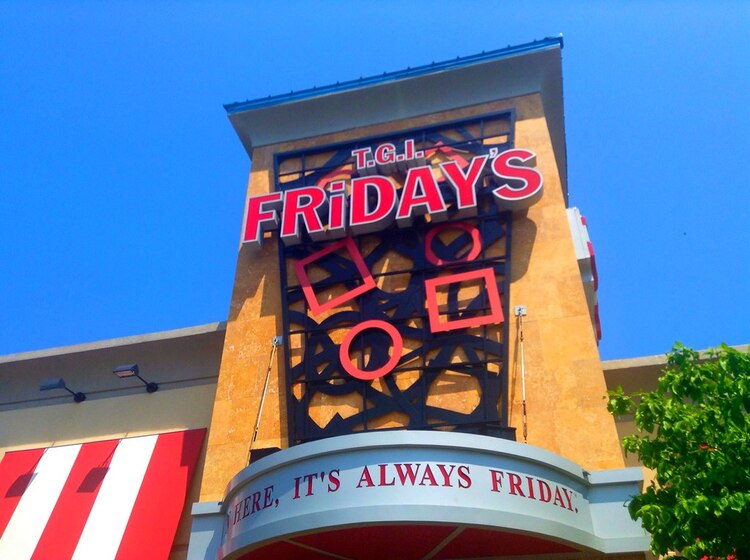 T.G.I.
FRiDAY'S
HERE, IT'S ALWAYS FRIDAY.